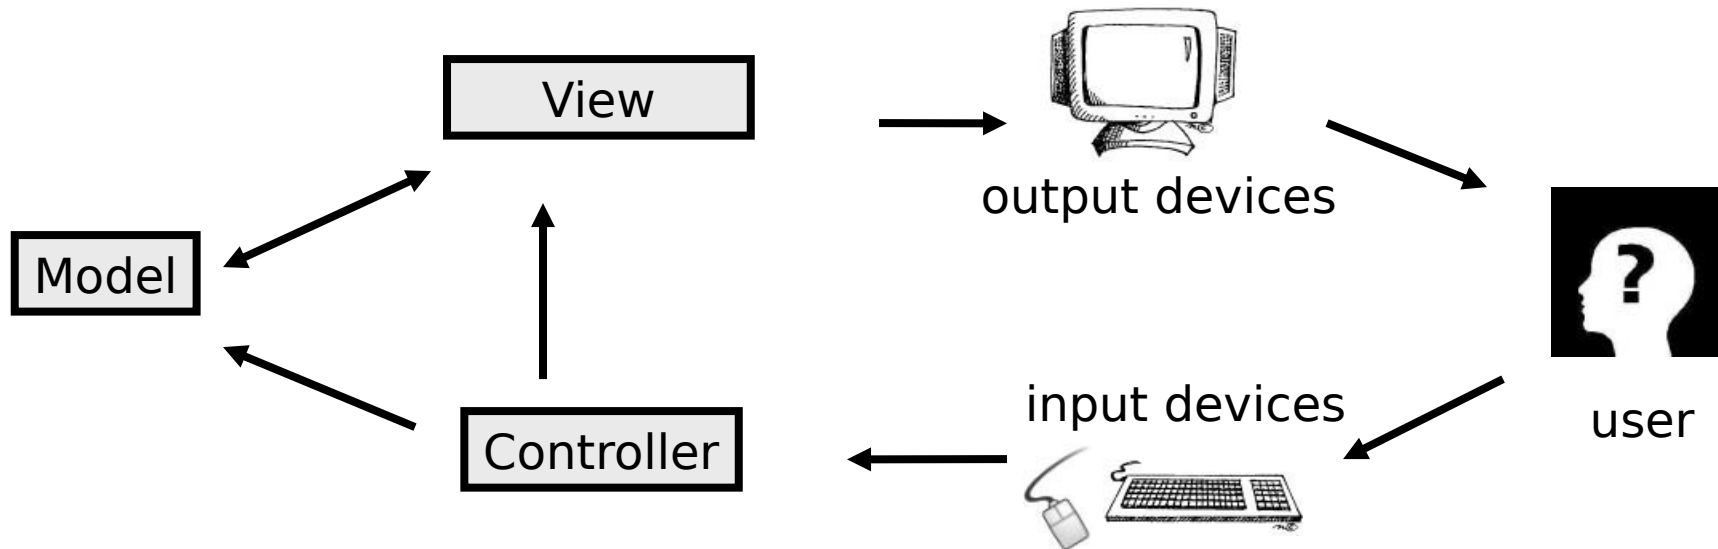 View
output devices
Model
?
input devices
user
Controller